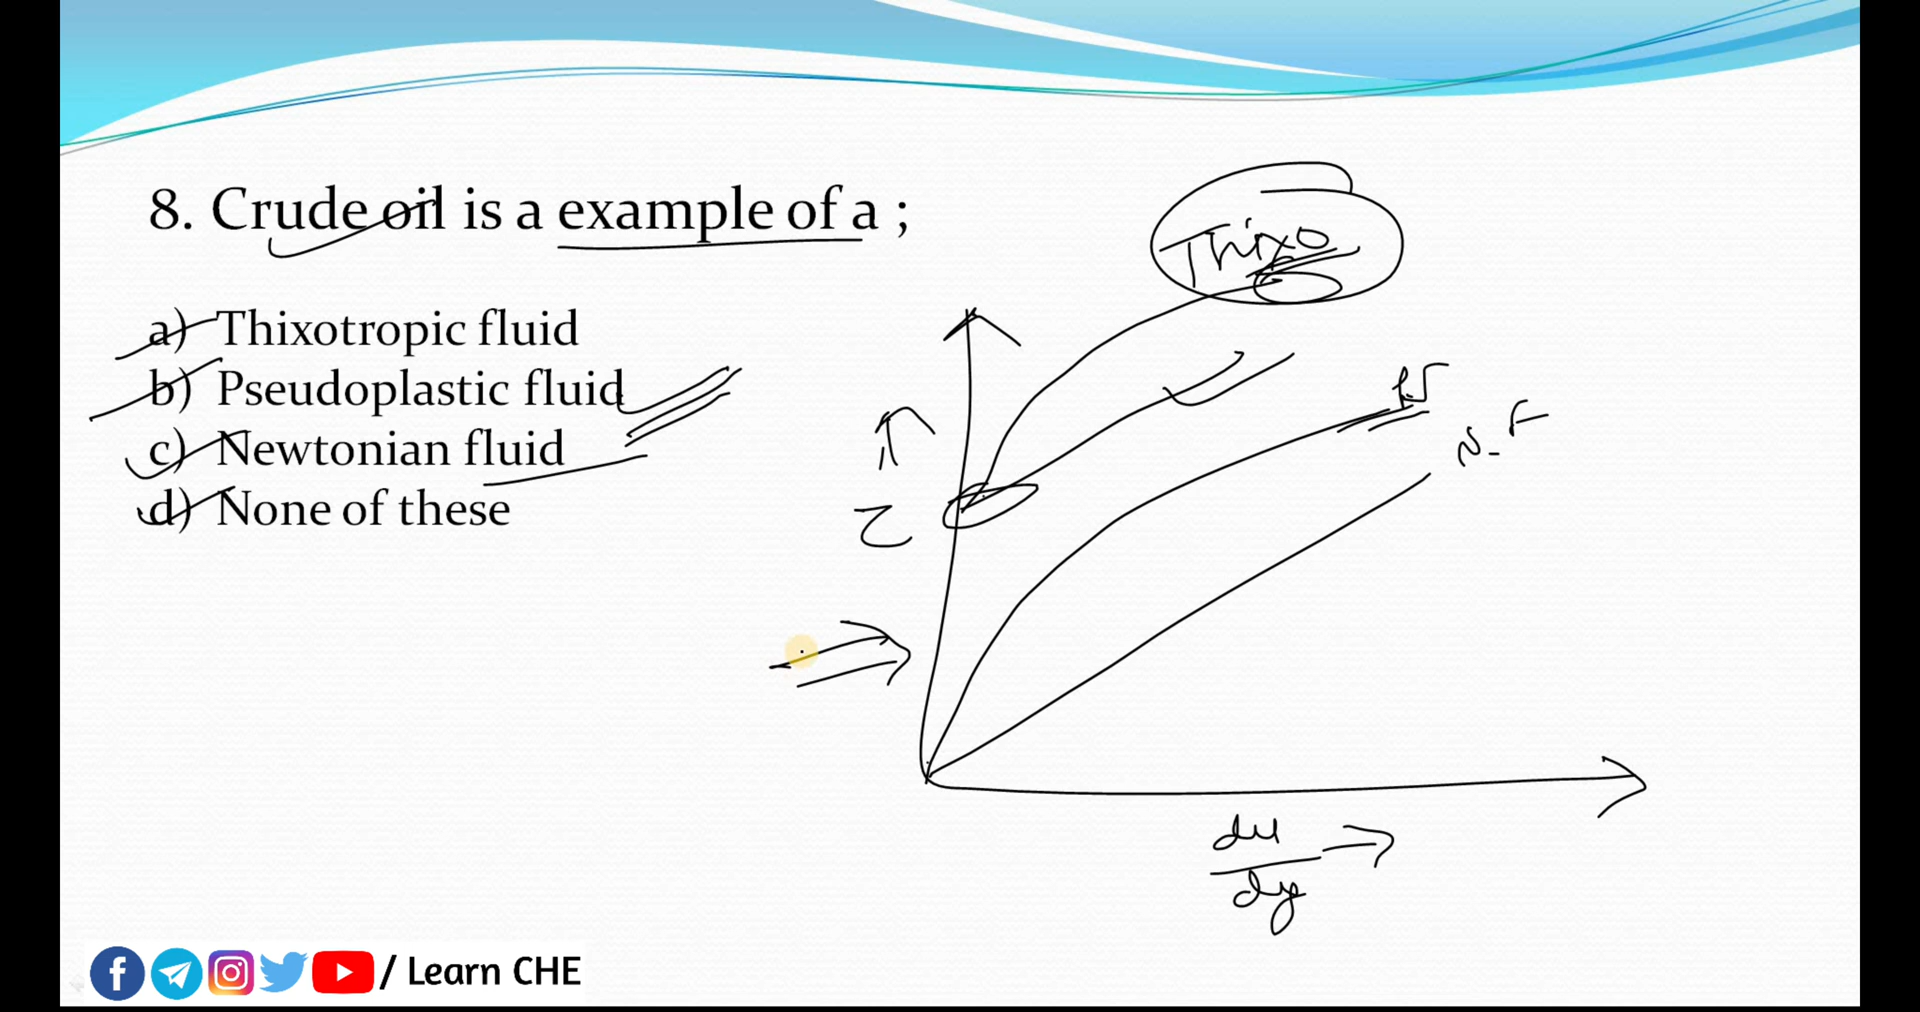 8. Crude oil is a example of a ;
a) Thixotropic fluid
b) Pseudoplastic fluid
c) Newtonian fluid
d) None of these
Thixo
N.F
τ
du
dy
/ Learn CHE